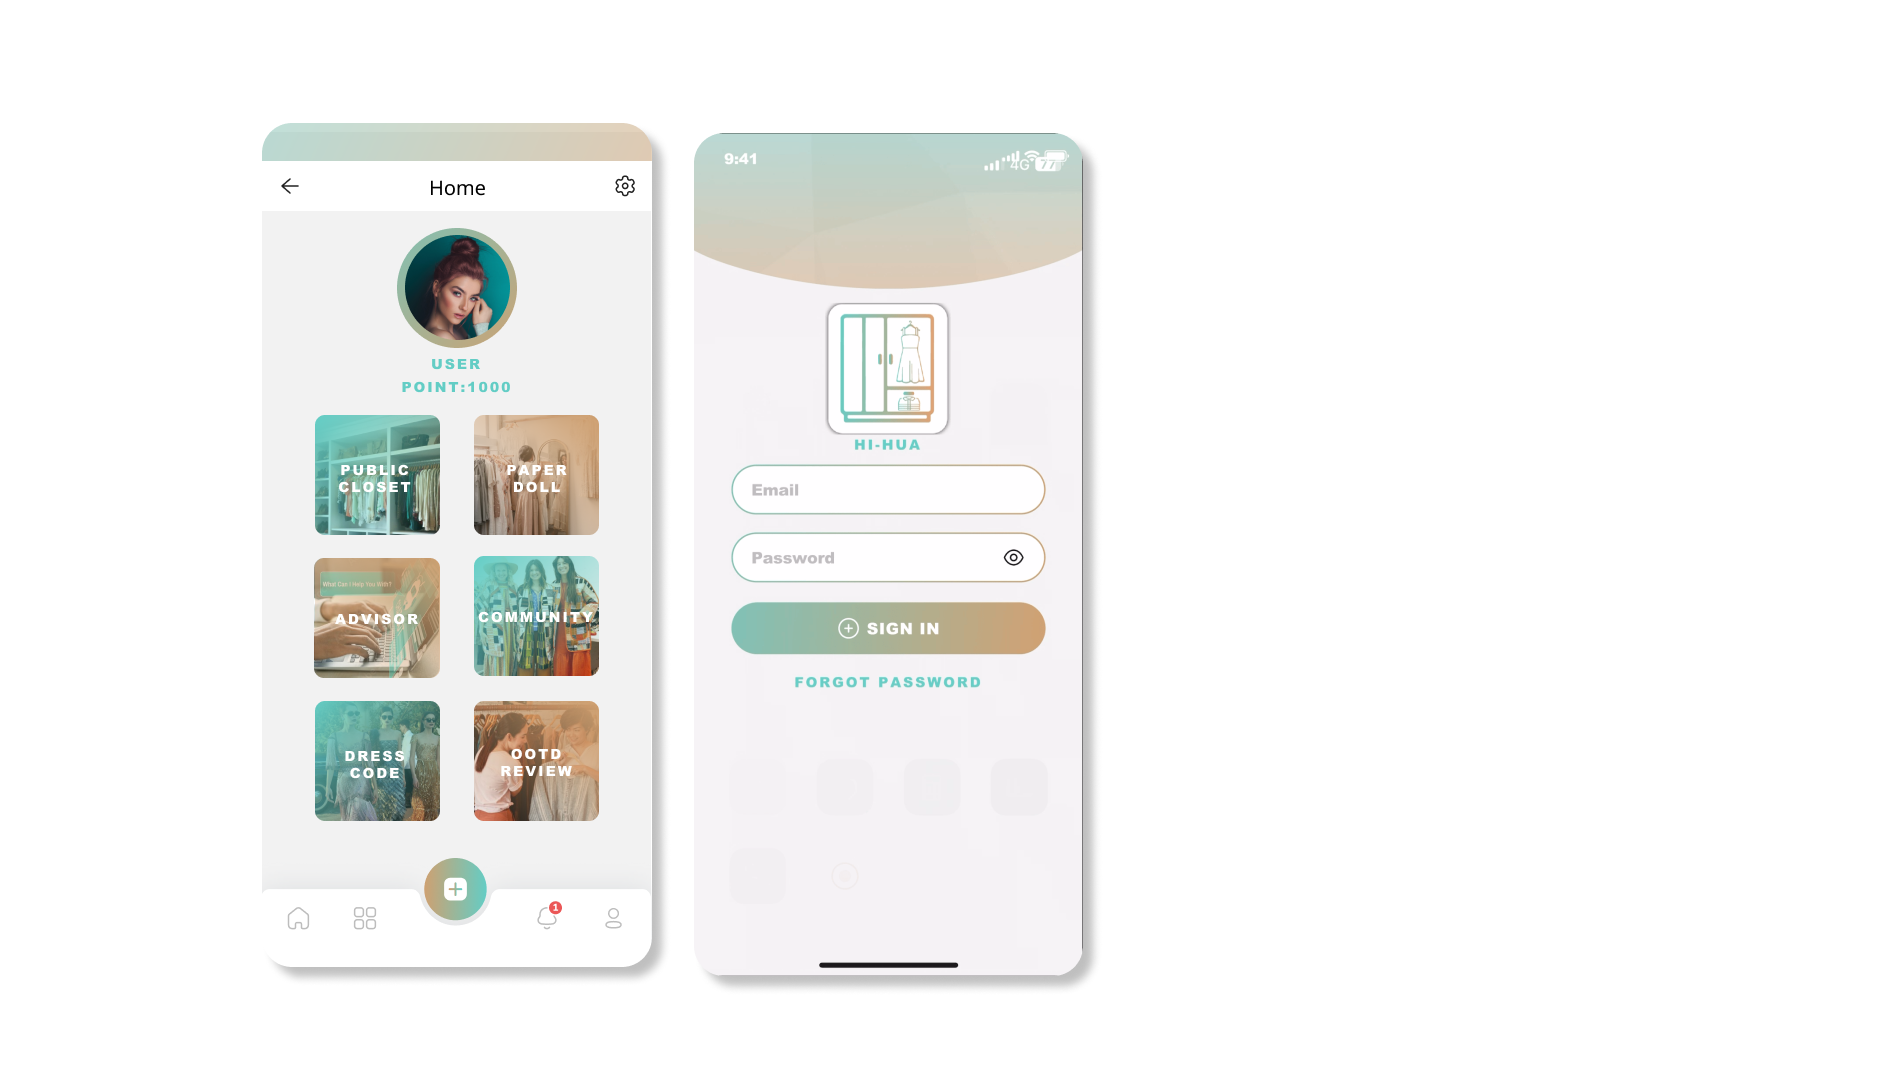 Home
USER
POINT:1000
PUBLIC
CLOSET
PAPER
DOLL
What Can I Help You With?
ADVISOR
COMMUNITY
DRESS
CODE
OOTD
REVIEW
1
9:41
4G 77
HI-HUA
Email
Password
SIGN IN
FORGOT PASSWORD